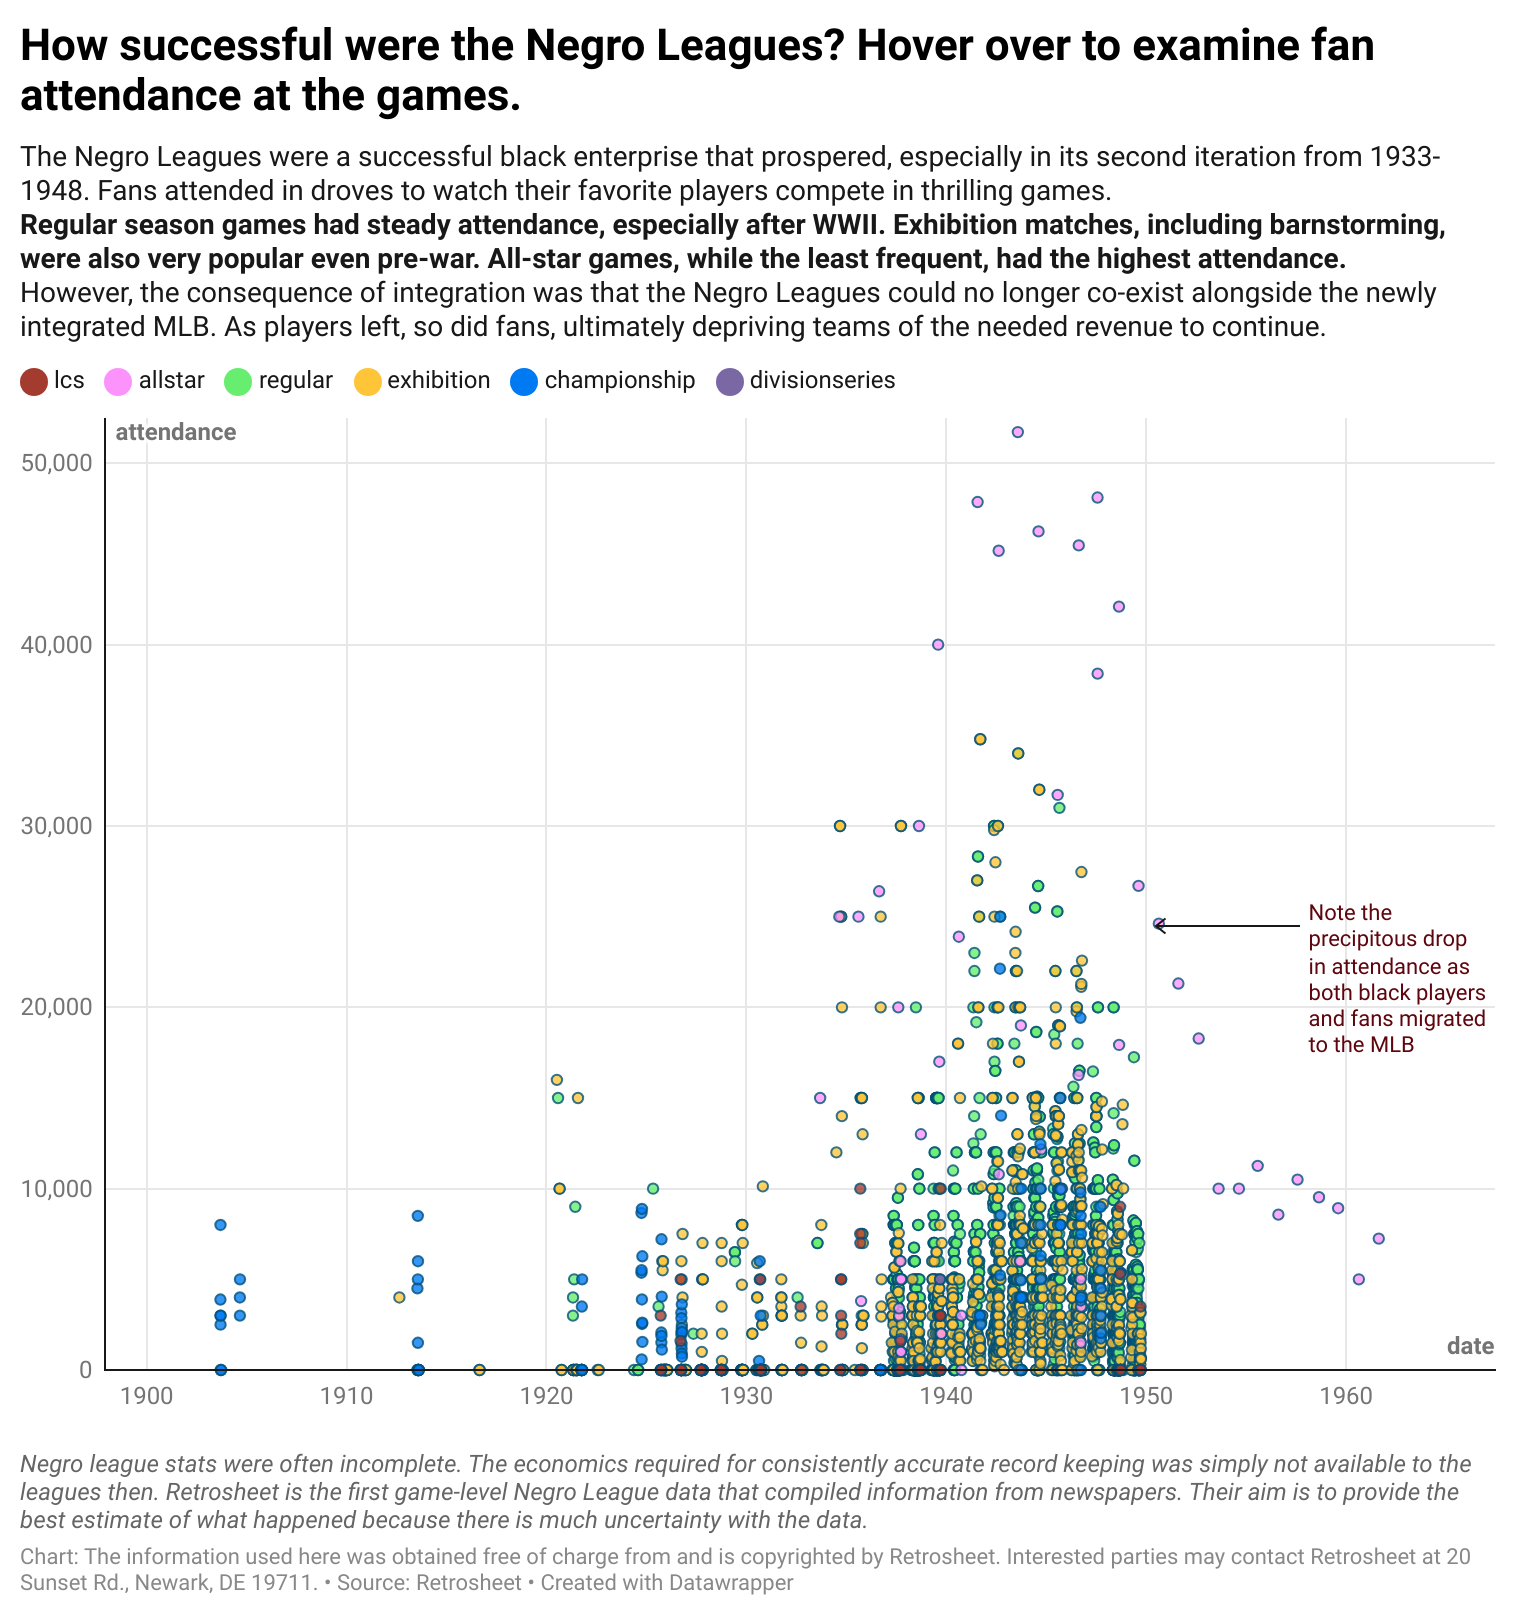 How successful were the Negro Leagues? Hover over to examine fan
attendance at the games.
The Negro Leagues were a successful black enterprise that prospered, especially in its second iteration from 1933-
1948. Fans attended in droves to watch their favorite players compete in thrilling games.
Regular season games had steady attendance, especially after WWII. Exhibition matches, including barnstorming,
were also very popular even pre-war. All-star games, while the least frequent, had the highest attendance.
However, the consequence of integration was that the Negro Leagues could no longer co-exist alongside the newly
integrated MLB. As players left, so did fans, ultimately depriving teams of the needed revenue to continue.
lcs allstar regular exhibition championship divisionseries
attendance
50,000
40,000
30,000
20,000
10,000
0
Note the
precipitous drop
in attendance as
both black players
and fans migrated
to the MLB
date
1900 1910 1920 1930 1940 1950 1960
Negro league stats were often incomplete. The economics required for consistently accurate record keeping was simply not available to the
leagues then. Retrosheet is the first game-level Negro League data that compiled information from newspapers. Their aim is to provide the
best estimate of what happened because there is much uncertainty with the data.
Chart: The information used here was obtained free of charge from and is copyrighted by Retrosheet. Interested parties may contact Retrosheet at 20
Sunset Rd., Newark, DE 19711. • Source: Retrosheet • Created with Datawrapper